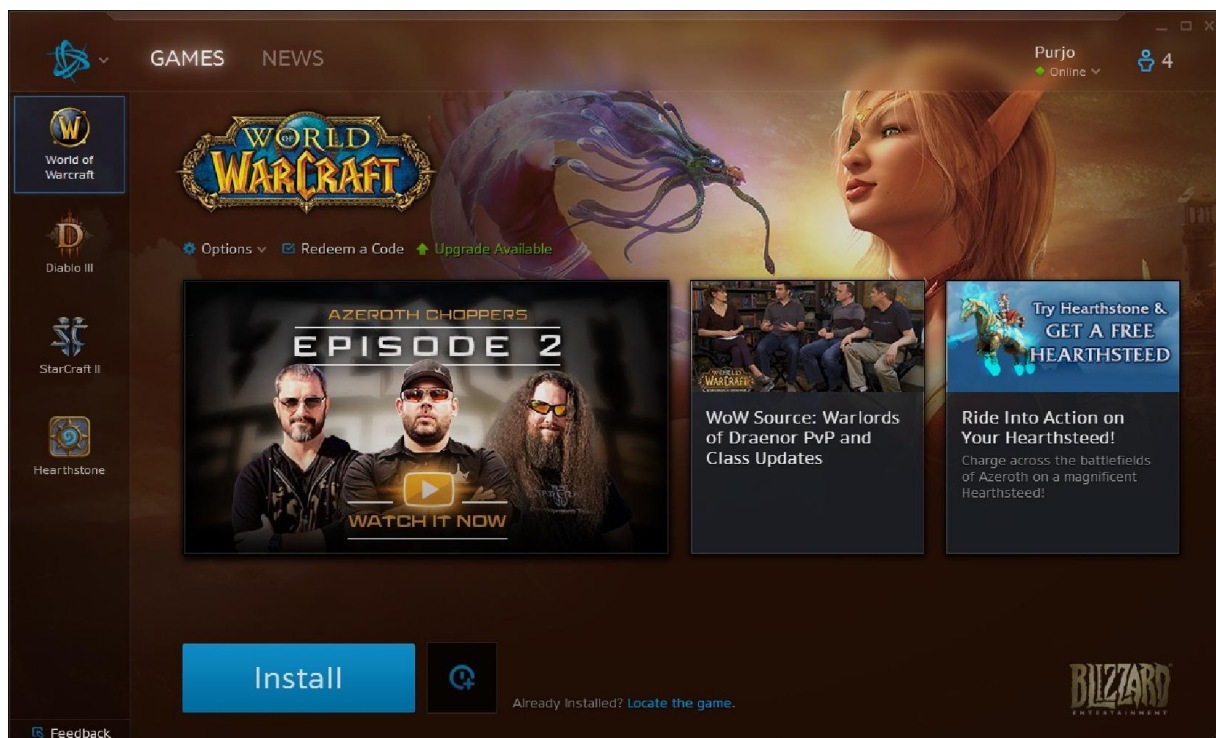 GAMES NEWS
Purjo
Online
4
World of
Warcraft
Diablo III
StarCraft II
Hearthstone
Feedback
WORLD
OF
WARCRAFT
Options
Redeem a Code
Upgrade Available
AZEROTH CHOPPERS
EPISODE 2
WATCH IT NOW
WORLD
WARCRAFT
WoW Source: Warlords
of Draenor PvP and
Class Updates
Try Hearthstone &
GET A FREE
HEARTHSTEED
Ride Into Action on
Your Hearthsteed!
Charge across the battlefields
of Azeroth on a magnificent
Hearthsteed!
Install
Already Installed? Locate the game.
BLIZZARD
ENTERTAINMENT